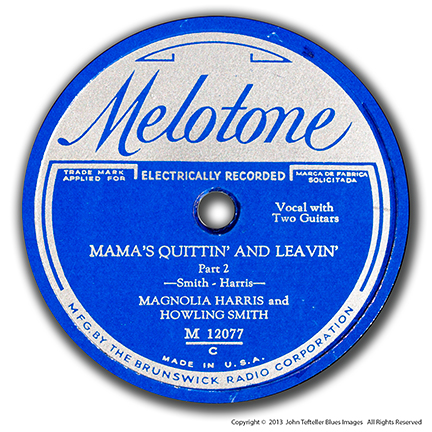 Melotone
TRADE MARK
APPLIED FOR
ELECTRICALLY RECORDED
MARCA DE FABRICA
SOLICITADA
Vocal with
Two Guitars
MAMA'S QUITTIN' AND LEAVIN'
Part 2
—Smith - Harris—
MAGNOLIA HARRIS and
HOWLING SMITH
M 12077
C
MADE IN U.S.A.
MFG. BY THE BRUNSWICK RADIO CORPORATION
Copyright © 2013 John Tefteller Blues Images All Rights Reserved